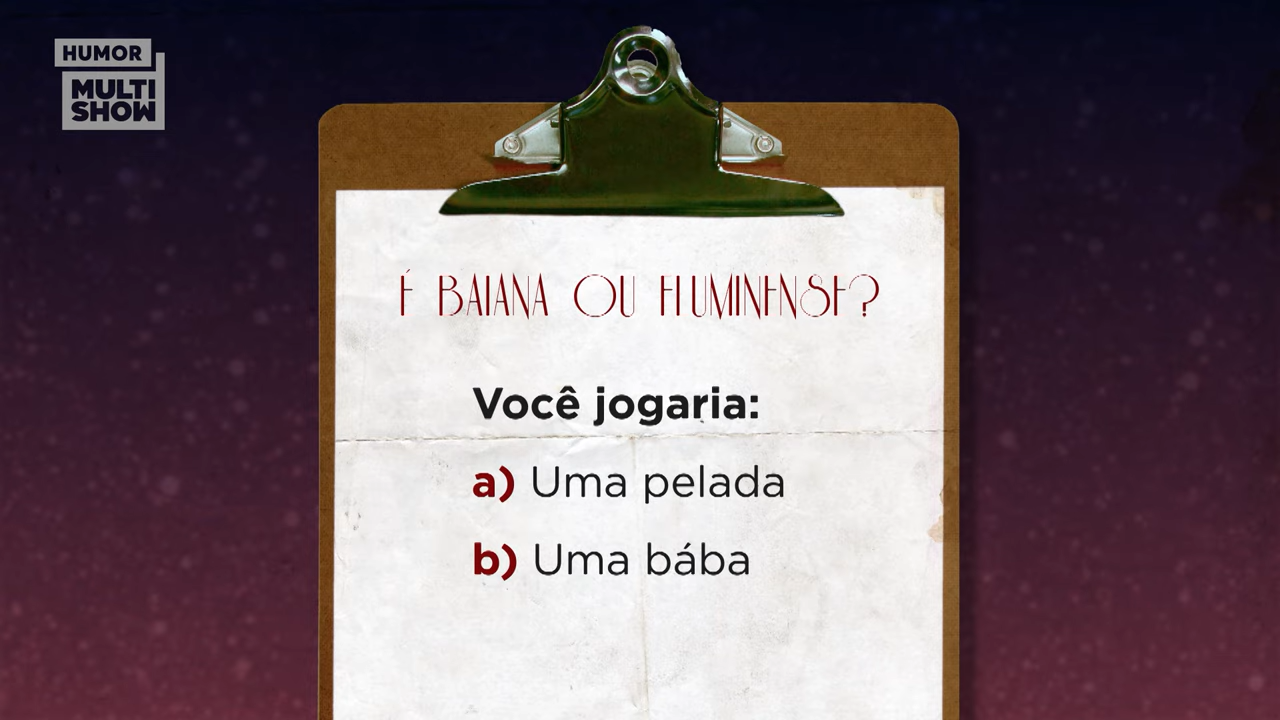 HUMOR
MULTI
SHOW
É BAIANA OU FLUMINENSE?
Você jogaria:
a) Uma pelada
b) Uma bába